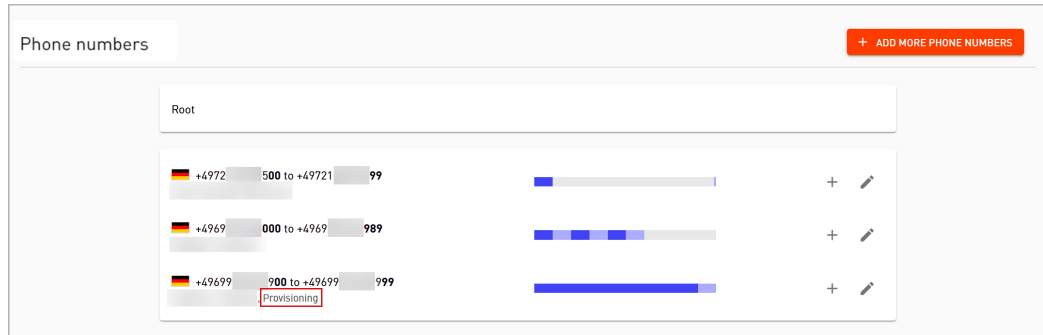 Phone numbers
+ ADD MORE PHONE NUMBERS
Root
+4972 500 to +49721 99
+4969 000 to +4969 989
+49699 900 to +49699 999
, Provisioning